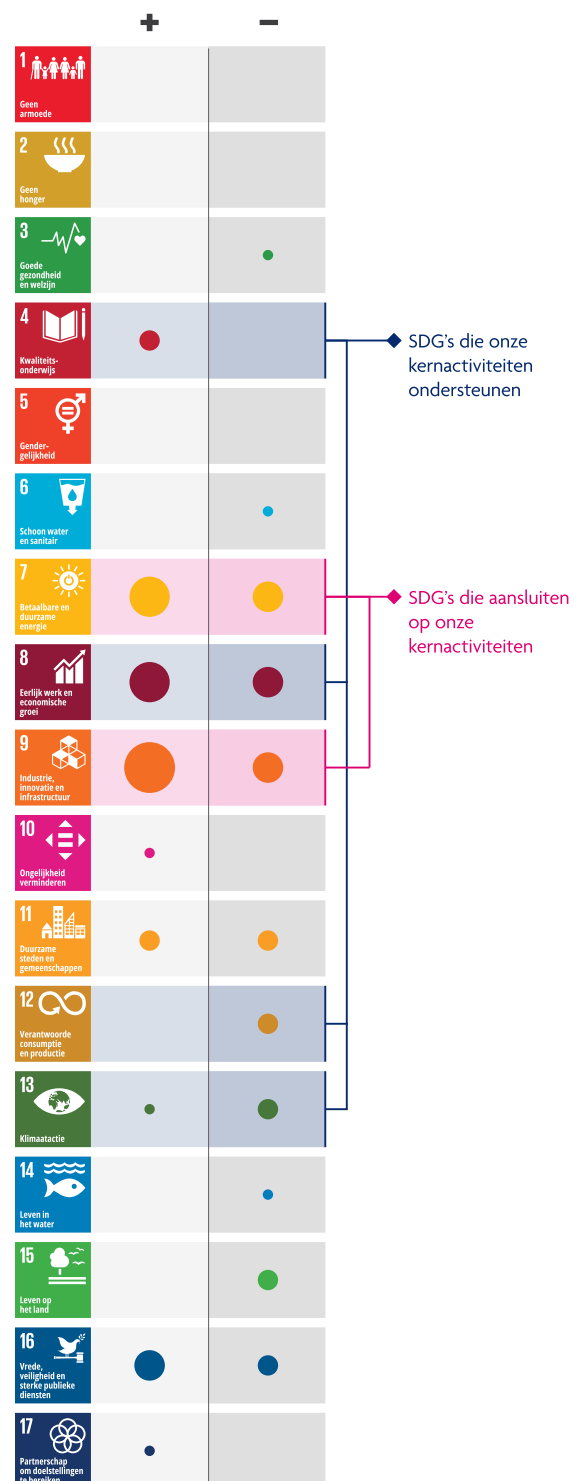 + −
1
Geen
armoede
2
Geen
honger
3
Goede
gezondheid
en welzijn
4
Kwaliteits-
onderwijs
SDG’s die onze
kernactiviteiten
ondersteunen
5
Gender-
gelijkheid
6
Schoon water
en sanitair
7
Betaalbare en
duurzame
energie
SDG’s die aansluiten
op onze
kernactiviteiten
8
Eerlijk werk en
economische
groei
9
Industrie,
innovatie en
infrastructuur
10
Ongelijkheid
verminderen
11
Duurzame
steden en
gemeenschappen
12
Verantwoorde
consumptie
en productie
13
Klimaatactie
14
Leven in
het water
15
Leven op
het land
16
Vrede,
veiligheid en
sterke publieke
diensten
17
Partnerschap
om doelstellingen
te bereiken